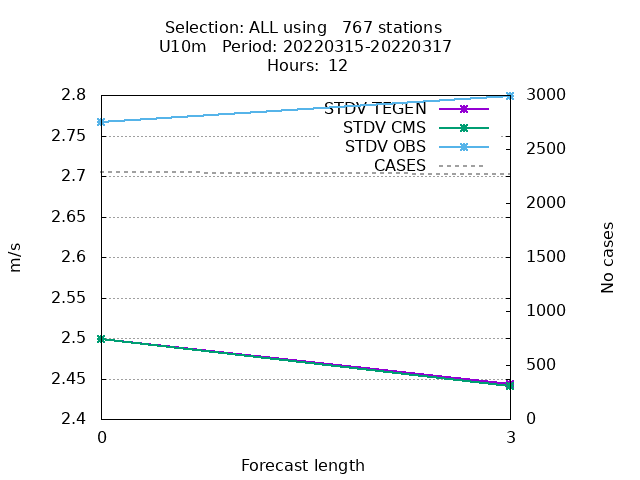 Selection: ALL using   767 stations
U10m   Period: 20220315-20220317
Hours: 12
2.8
2.75
2.7
2.65
2.6
2.55
2.5
2.45
2.4
m/s
STDV TEGEN
STDV CMS
STDV OBS
CASES
3000
2500
2000
1500
1000
500
0
No cases
0
3
Forecast length